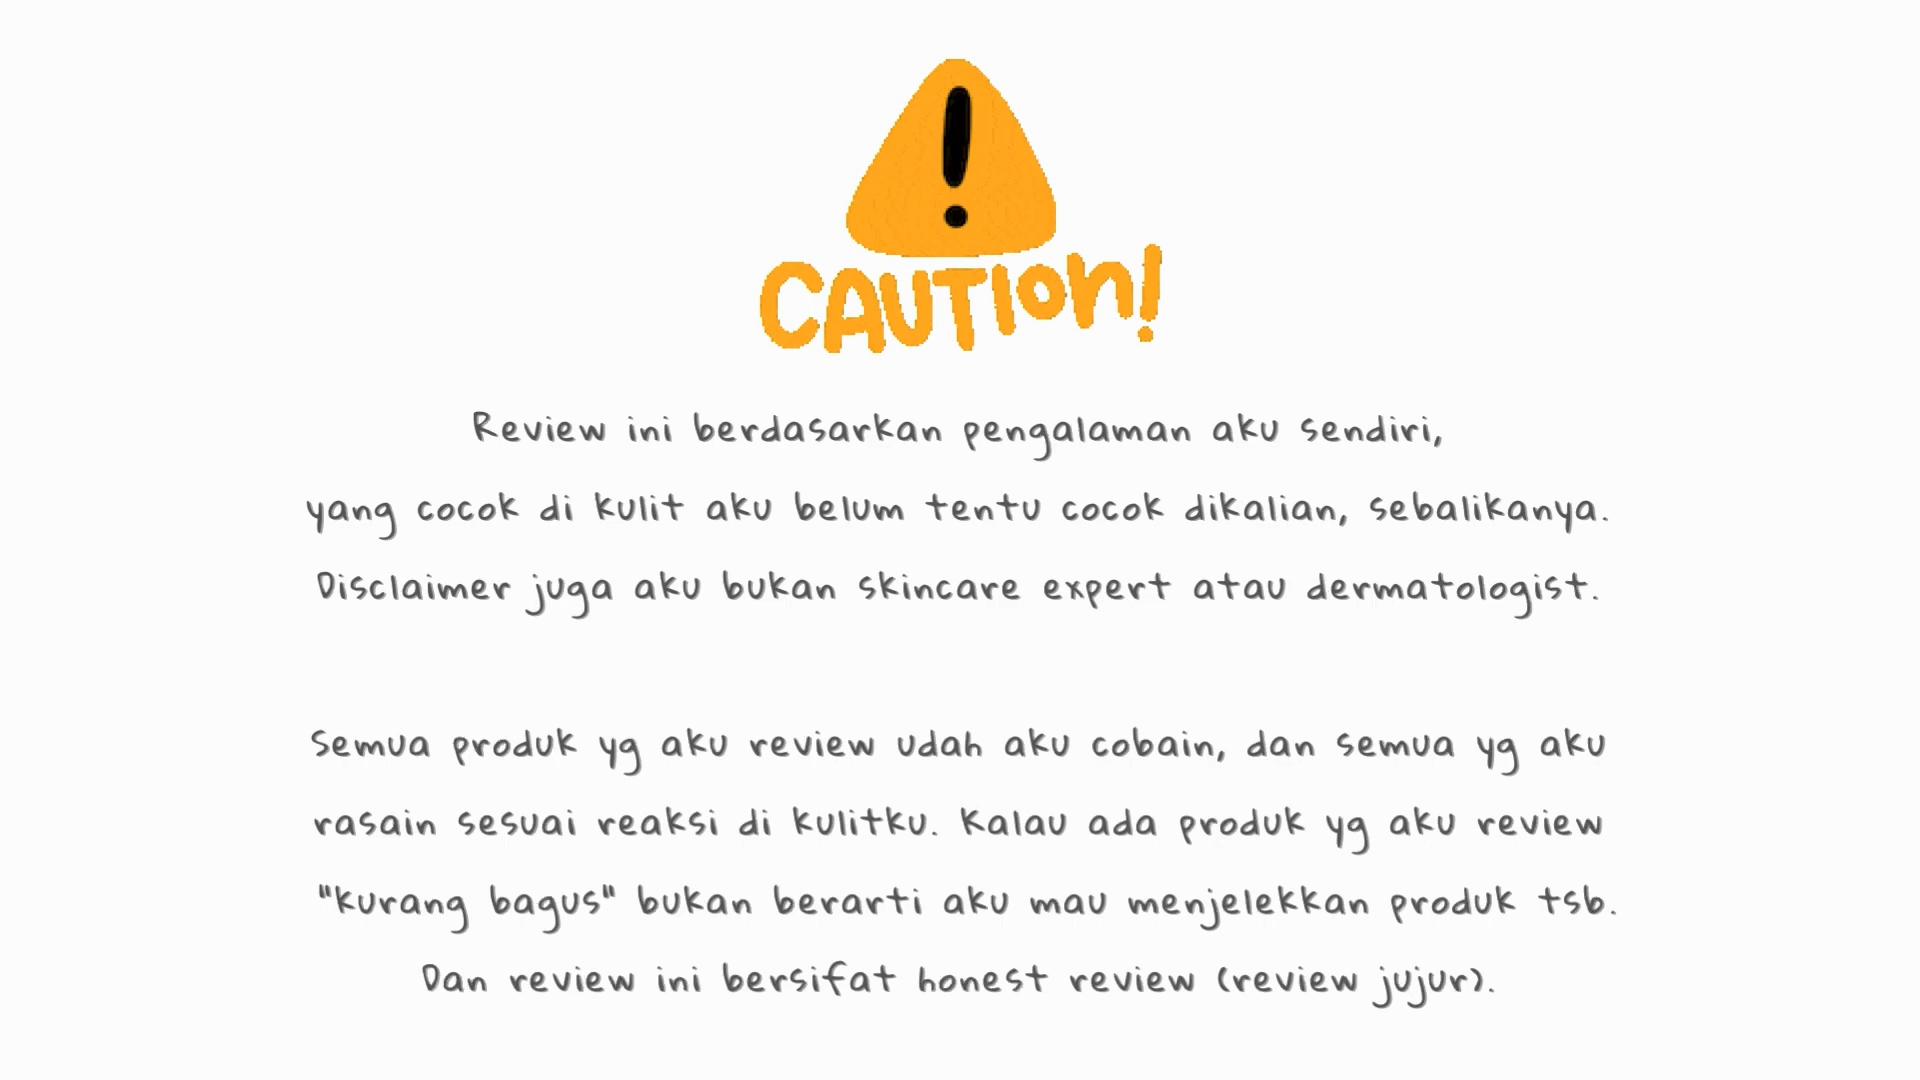 CAUTION!
Review ini berdasarkan pengalaman aku sendiri,
yang cocok di kulit aku belum tentu cocok dikalian, sebalikanya.
Disclaimer juga aku bukan skincare expert atau dermatologist.
Semua produk yg aku review udah aku cobain, dan semua yg aku
rasain sesuai reaksi di kulitku. Kalau ada produk yg aku review
"kurang bagus" bukan berarti aku mau menjelekkan produk tsb.
Dan review ini bersifat honest review (review jujur).